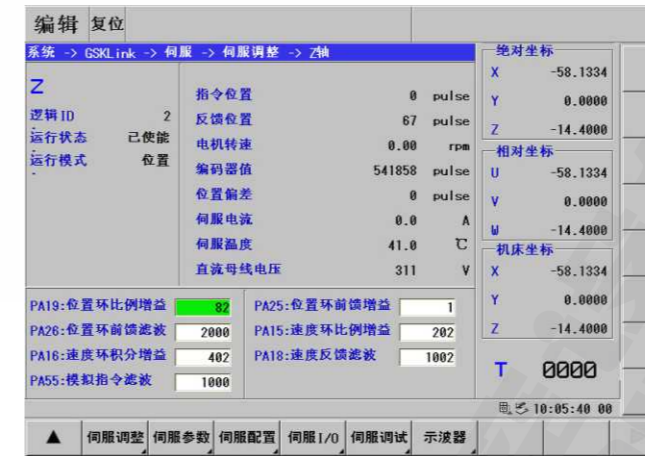 编辑 复位
系统 -> GSKLink -> 伺服 -> 伺服调整 -> Z轴
Z
逻辑ID 2
运行状态 已使能
运行模式 位置
指令位置 0 pulse
反馈位置 67 pulse
电机转速 0.00 rpm
编码器值 541858 pulse
位置偏差 0 pulse
伺服电流 0.0 A
伺服温度 41.0 ℃
直流母线电压 311 V
PA19:位置环比例增益 82 PA25:位置环前馈增益 1
PA26:位置环前馈滤波 2000 PA15:速度环比例增益 202
PA16:速度环积分增益 402 PA18:速度反馈滤波 1002
PA55:模拟指令滤波 1000
绝对坐标
X -58.1334
Y 0.0000
Z -14.4000
相对坐标
U -58.1334
V 0.0000
W -14.4000
机床坐标
X -58.1334
Y 0.0000
Z -14.4000
T 0000
10:05:40 00
▲ 伺服调整 伺服参数 伺服配置 伺服I/O 伺服调试 示波器